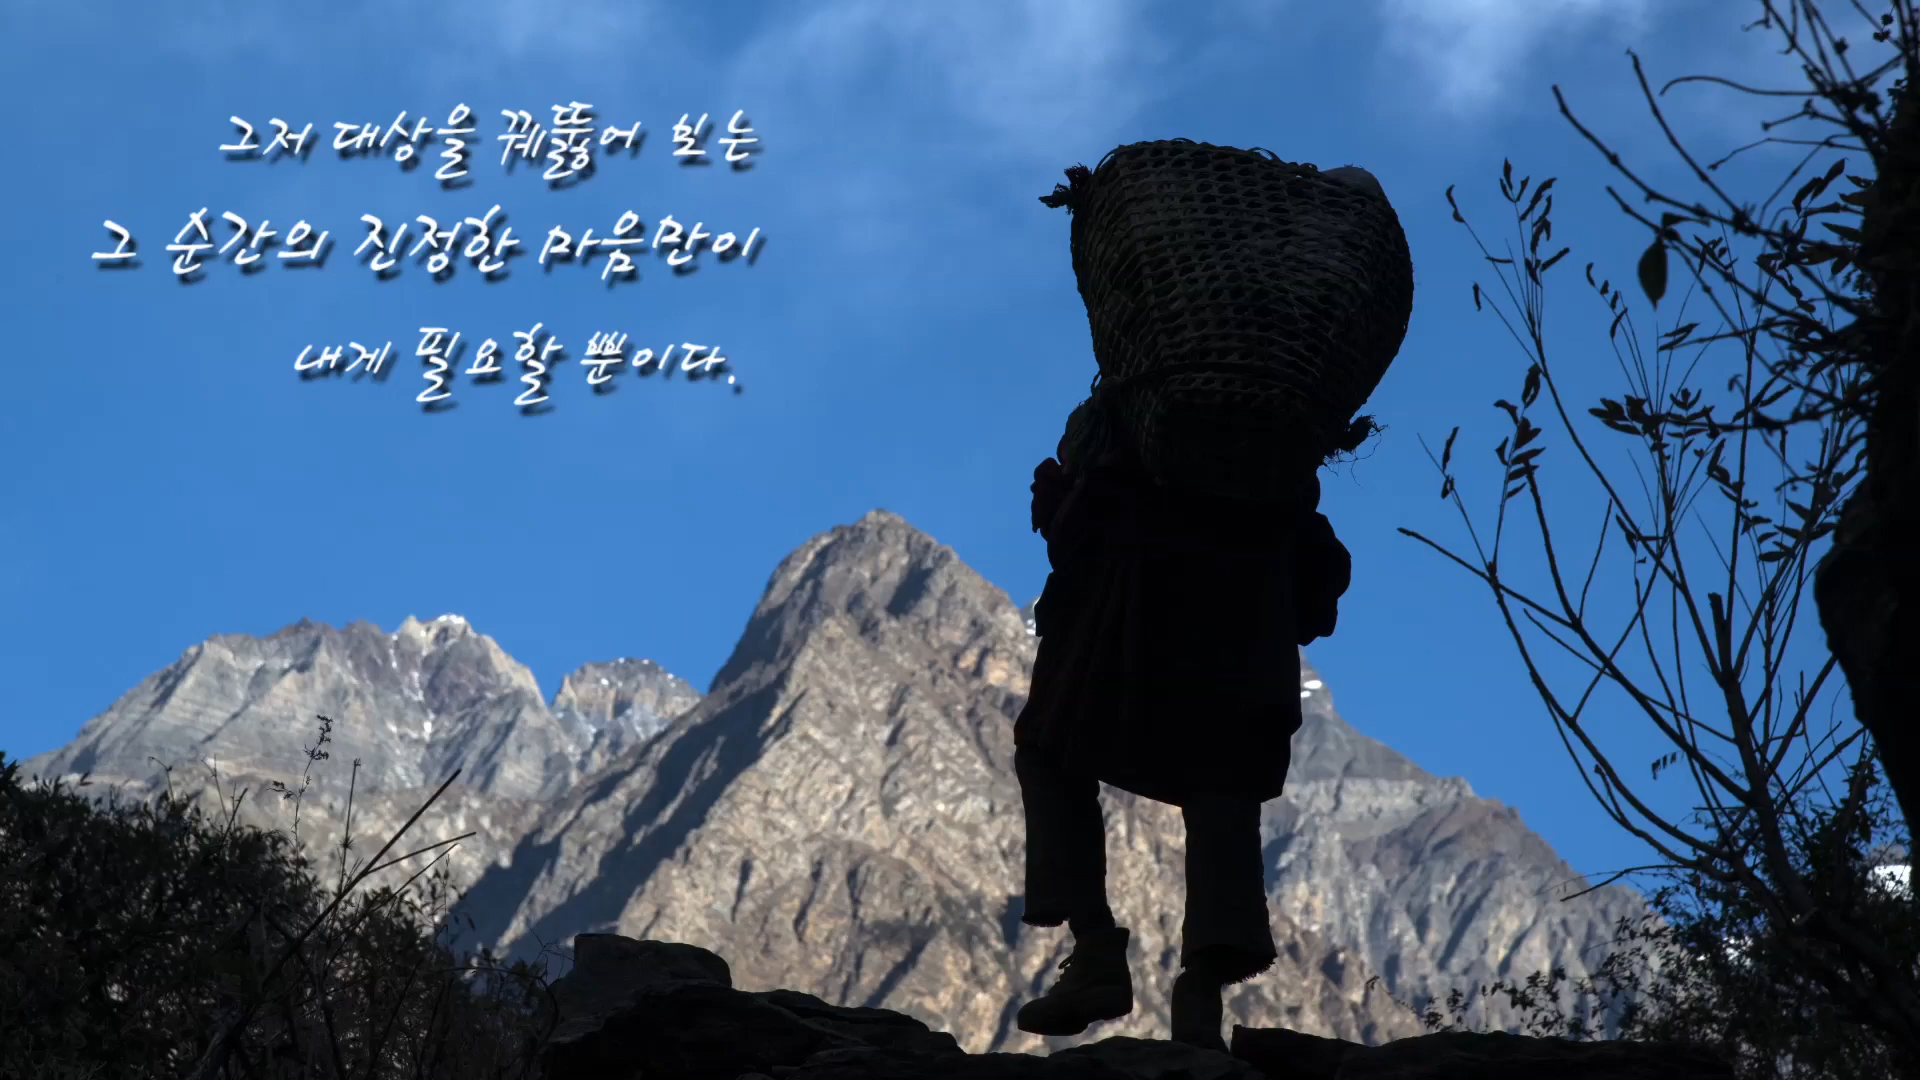 그저 대상을 꿰뚫어 보는
그 순간의 진정한 마음만이
내게 필요할 뿐이다.